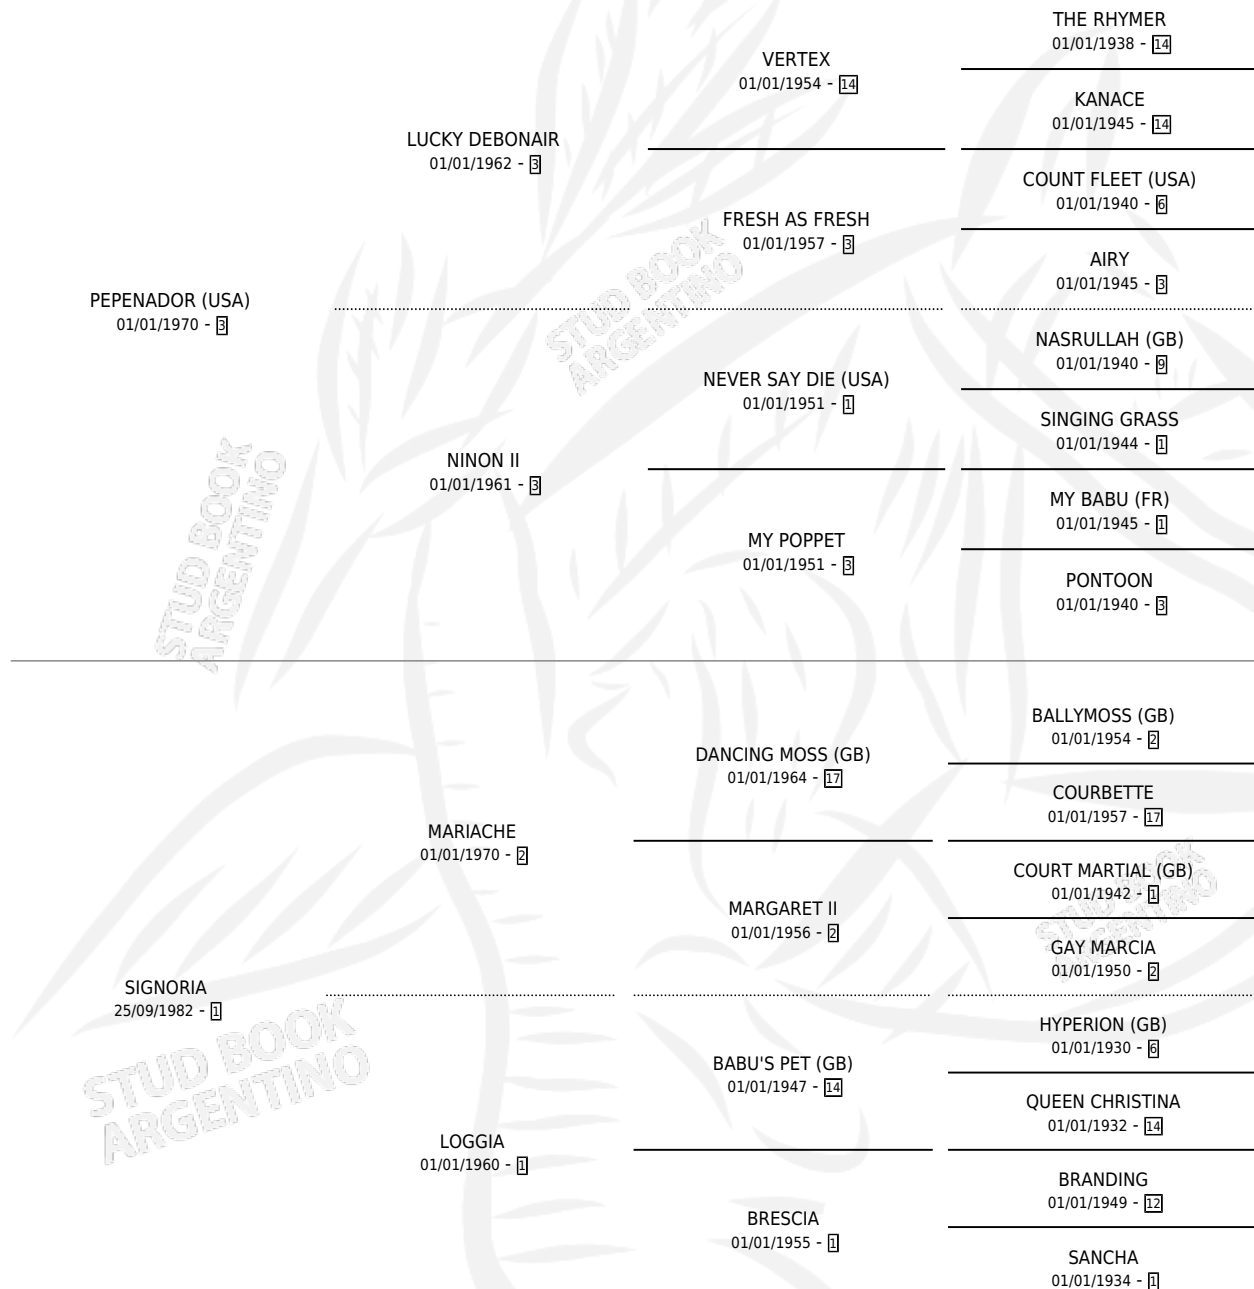 THE RHYMER
01/01/1938 - 14
VERTEX
01/01/1954 - 14
KANACE
01/01/1945 - 14
LUCKY DEBONAIR
01/01/1962 - 3
COUNT FLEET (USA)
01/01/1940 - 6
FRESH AS FRESH
01/01/1957 - 3
AIRY
01/01/1945 - 3
PEPENADOR (USA)
01/01/1970 - 3
NASRULLAH (GB)
01/01/1940 - 9
NEVER SAY DIE (USA)
01/01/1951 - 1
SINGING GRASS
01/01/1944 - 1
NINON II
01/01/1961 - 3
MY BABU (FR)
01/01/1945 - 1
MY POPPET
01/01/1951 - 3
PONTOON
01/01/1940 - 3
BALLYMOSS (GB)
01/01/1954 - 2
DANCING MOSS (GB)
01/01/1964 - 17
COURBETTE
01/01/1957 - 17
MARIACHE
01/01/1970 - 2
COURT MARTIAL (GB)
01/01/1942 - 1
MARGARET II
01/01/1956 - 2
GAY MARCIA
01/01/1950 - 2
SIGNORIA
25/09/1982 - 1
HYPERION (GB)
01/01/1930 - 6
BABU'S PET (GB)
01/01/1947 - 14
QUEEN CHRISTINA
01/01/1932 - 14
LOGGIA
01/01/1960 - 1
BRANDING
01/01/1949 - 12
BRESCIA
01/01/1955 - 1
SANCHA
01/01/1934 - 1
STUD BOOK
ARGENTINO
STUD BOOK
ARGENTINO
STUD BOOK
ARGENTINO
STUD BOOK
ARGENTINO